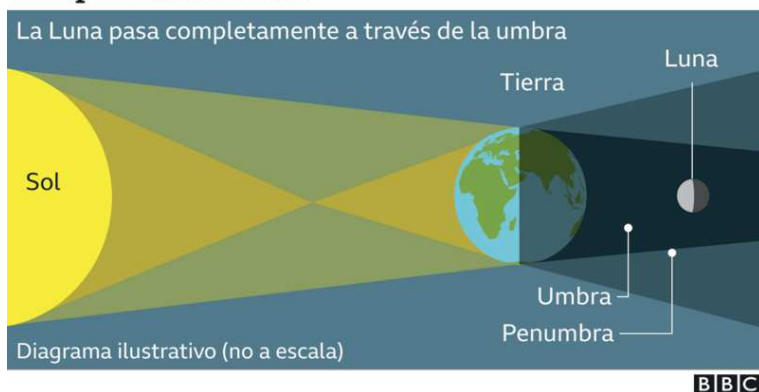 La Luna pasa completamente a través de la umbra
Luna
Tierra
Sol
Umbra
Penumbra
Diagrama ilustrativo (no a escala)
BBC